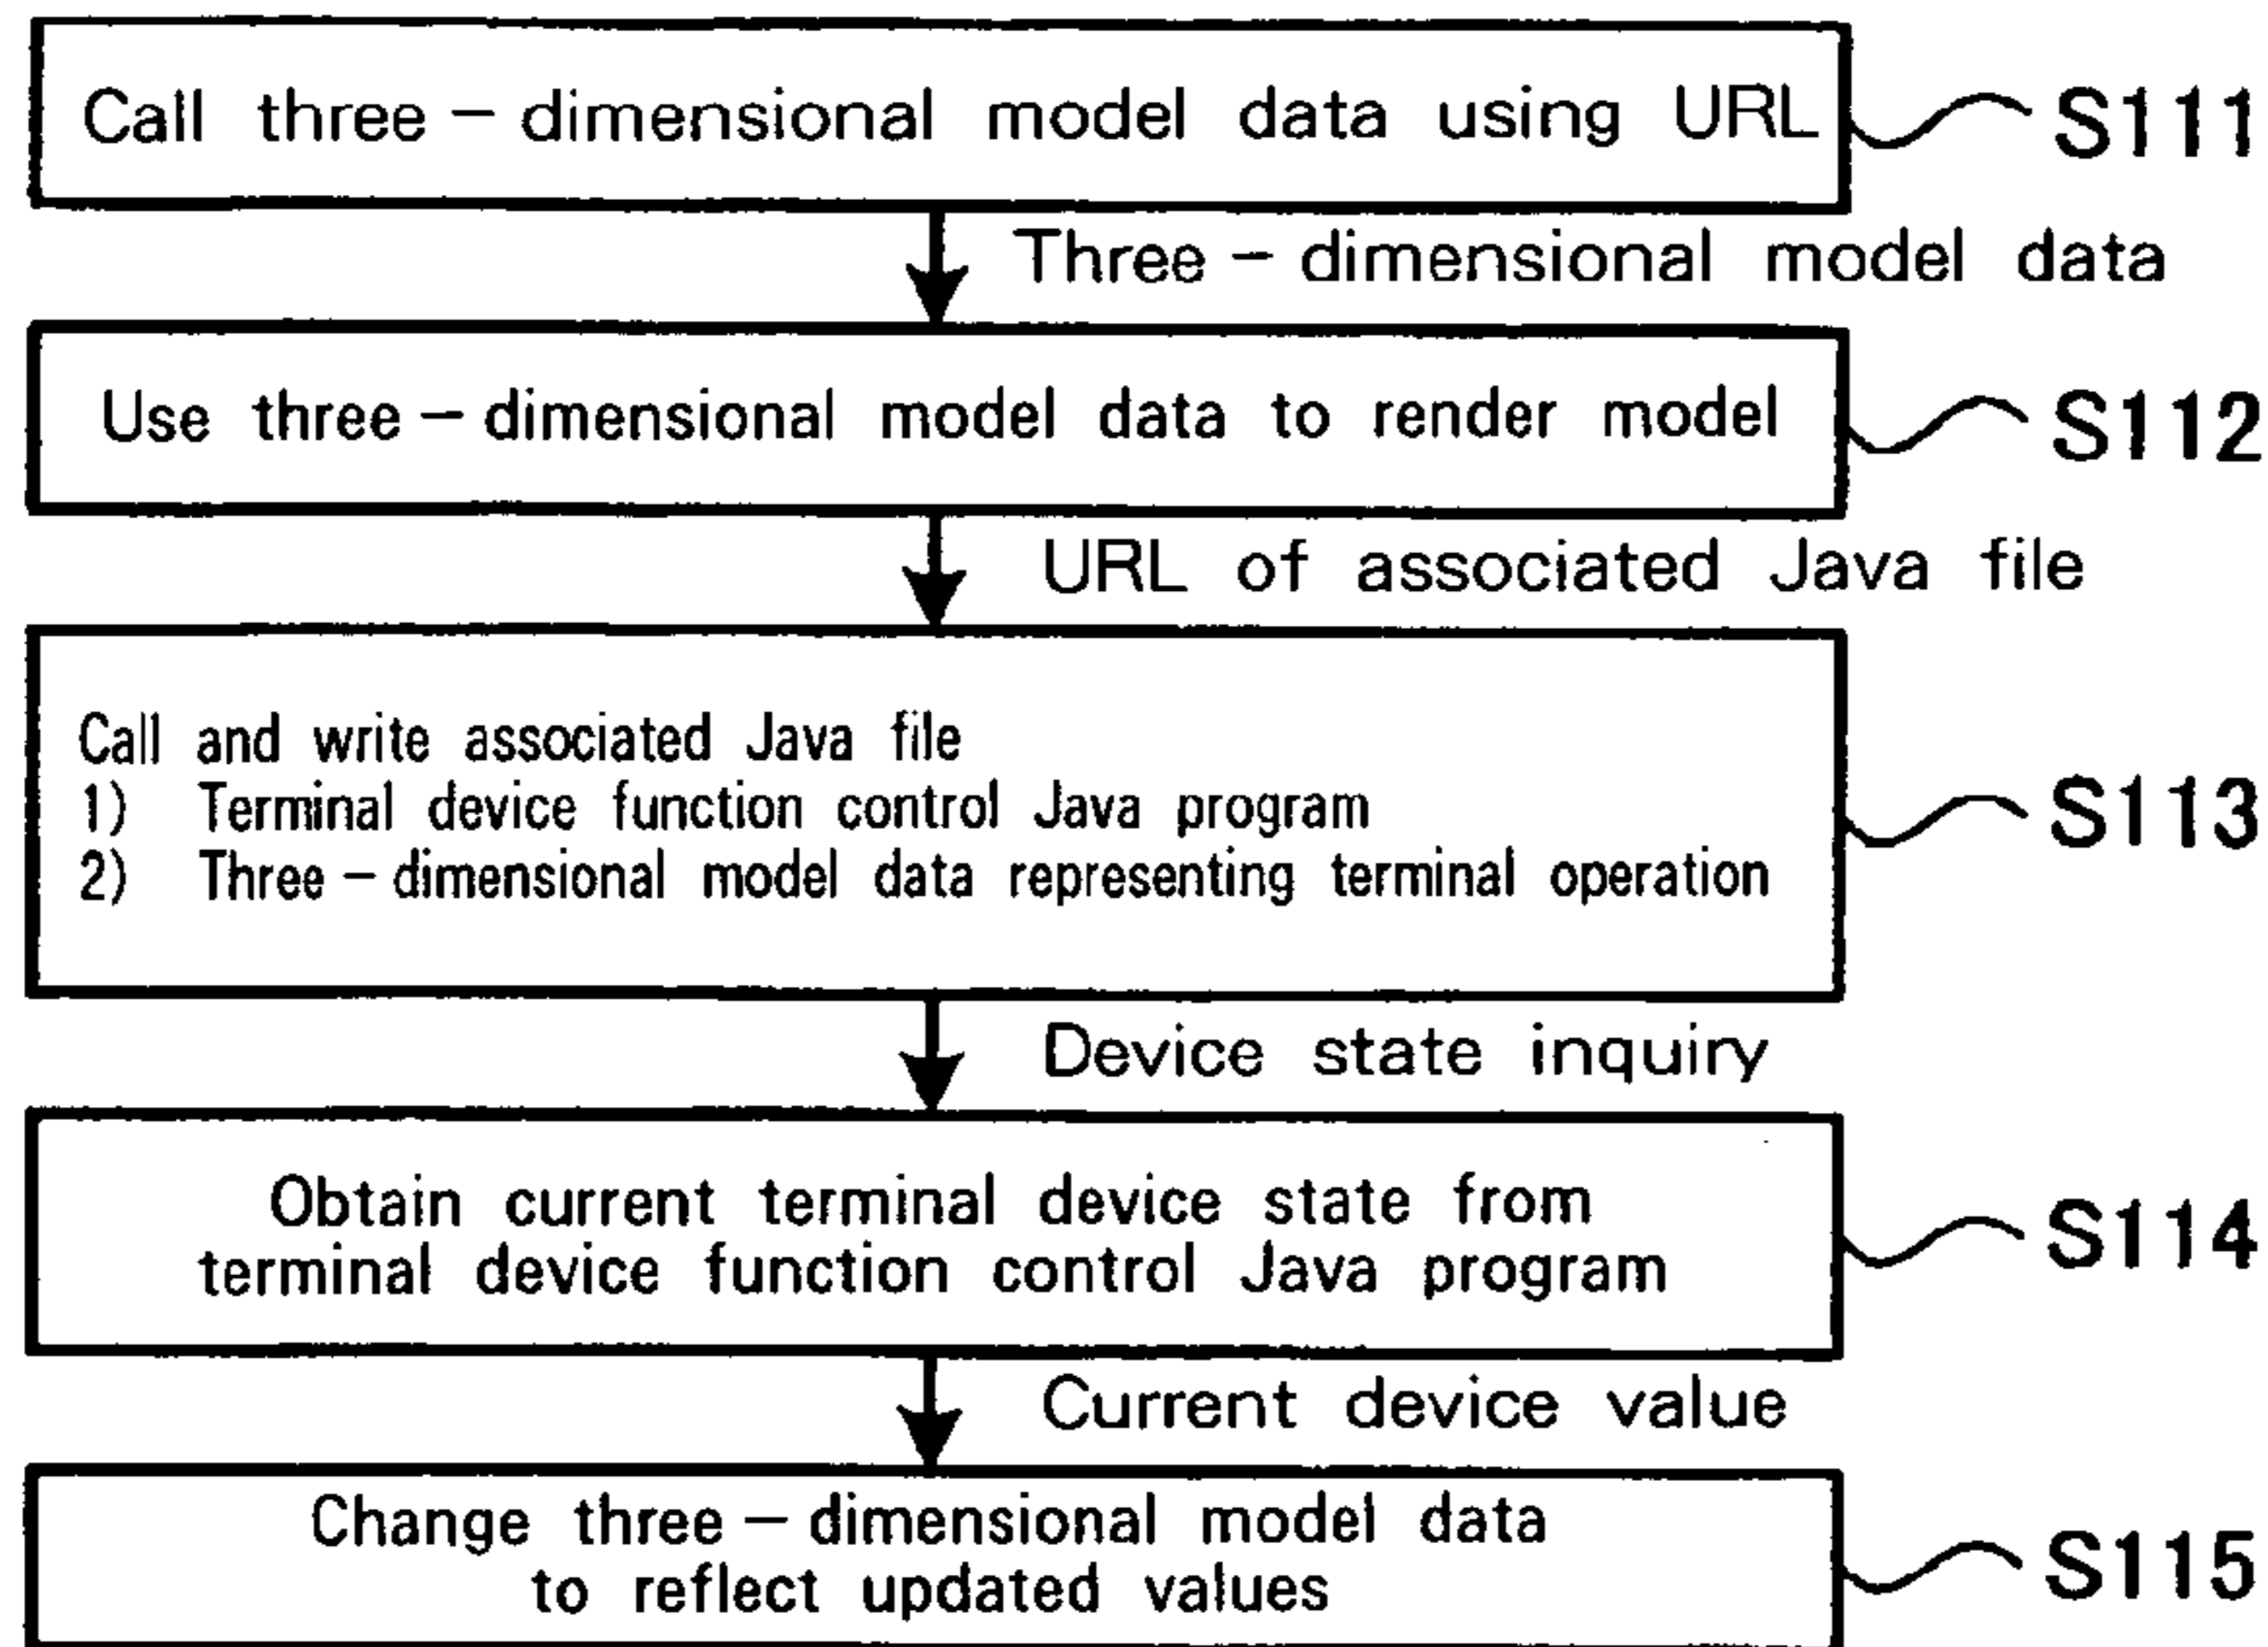 Call three – dimensional model data using URL
S111
Three – dimensional model data
Use three – dimensional model data to render model
S112
URL of associated Java file
Call and write associated Java file
1) Terminal device function control Java program
2) Three – dimensional model data representing terminal operation
S113
Device state inquiry
Obtain current terminal device state from
terminal device function control Java program
S114
Current device value
Change three – dimensional model data
to reflect updated values
S115